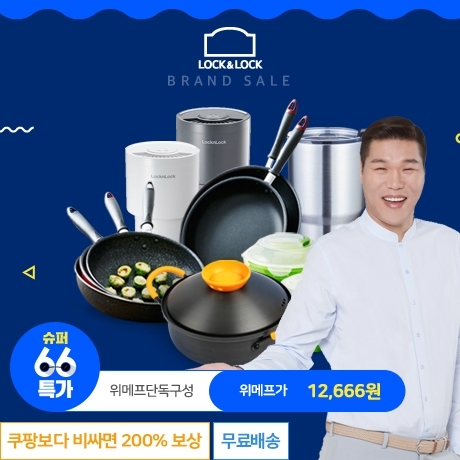 LOCK&LOCK
BRAND SALE
LocknLock
LocknLock
슈퍼
66
특가
위메프단독구성
위메프가 12,666원
쿠팡보다 비싸면 200% 보상
무료배송